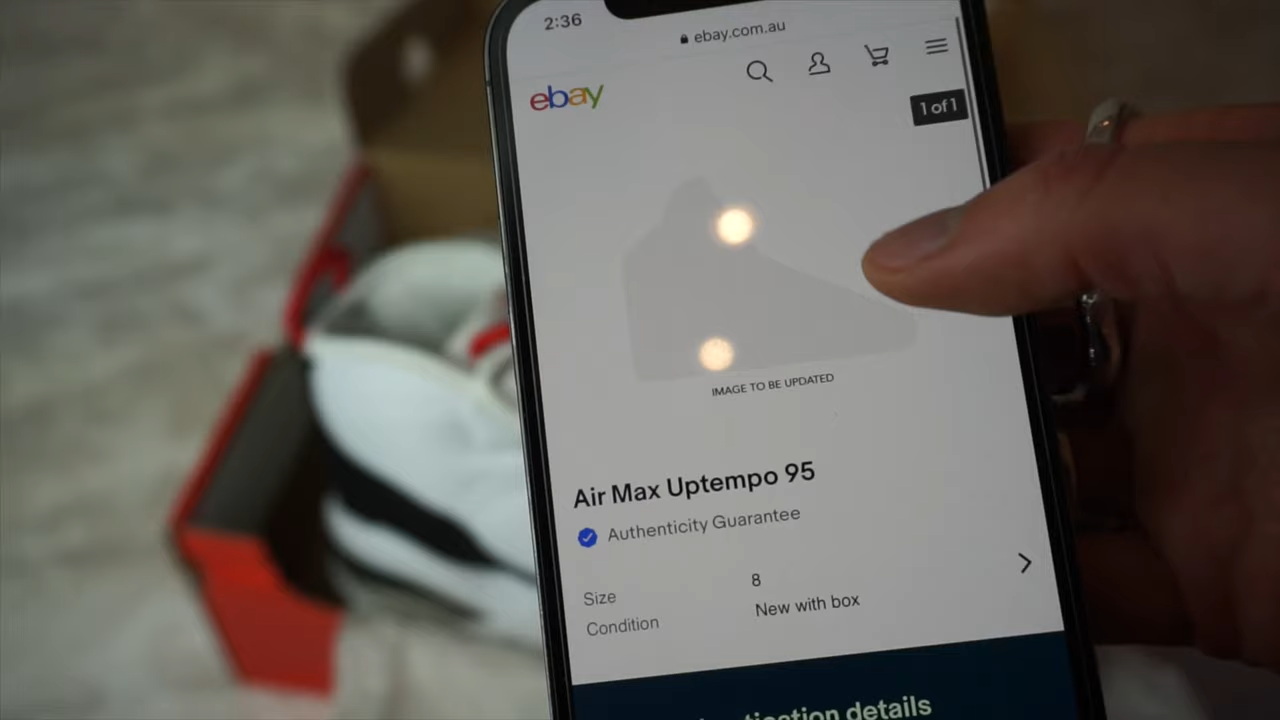 2:36
ebay.com.au
ebay
1 of 1
IMAGE TO BE UPDATED
Air Max Uptempo 95
Authenticity Guarantee
Size 8
Condition New with box
details